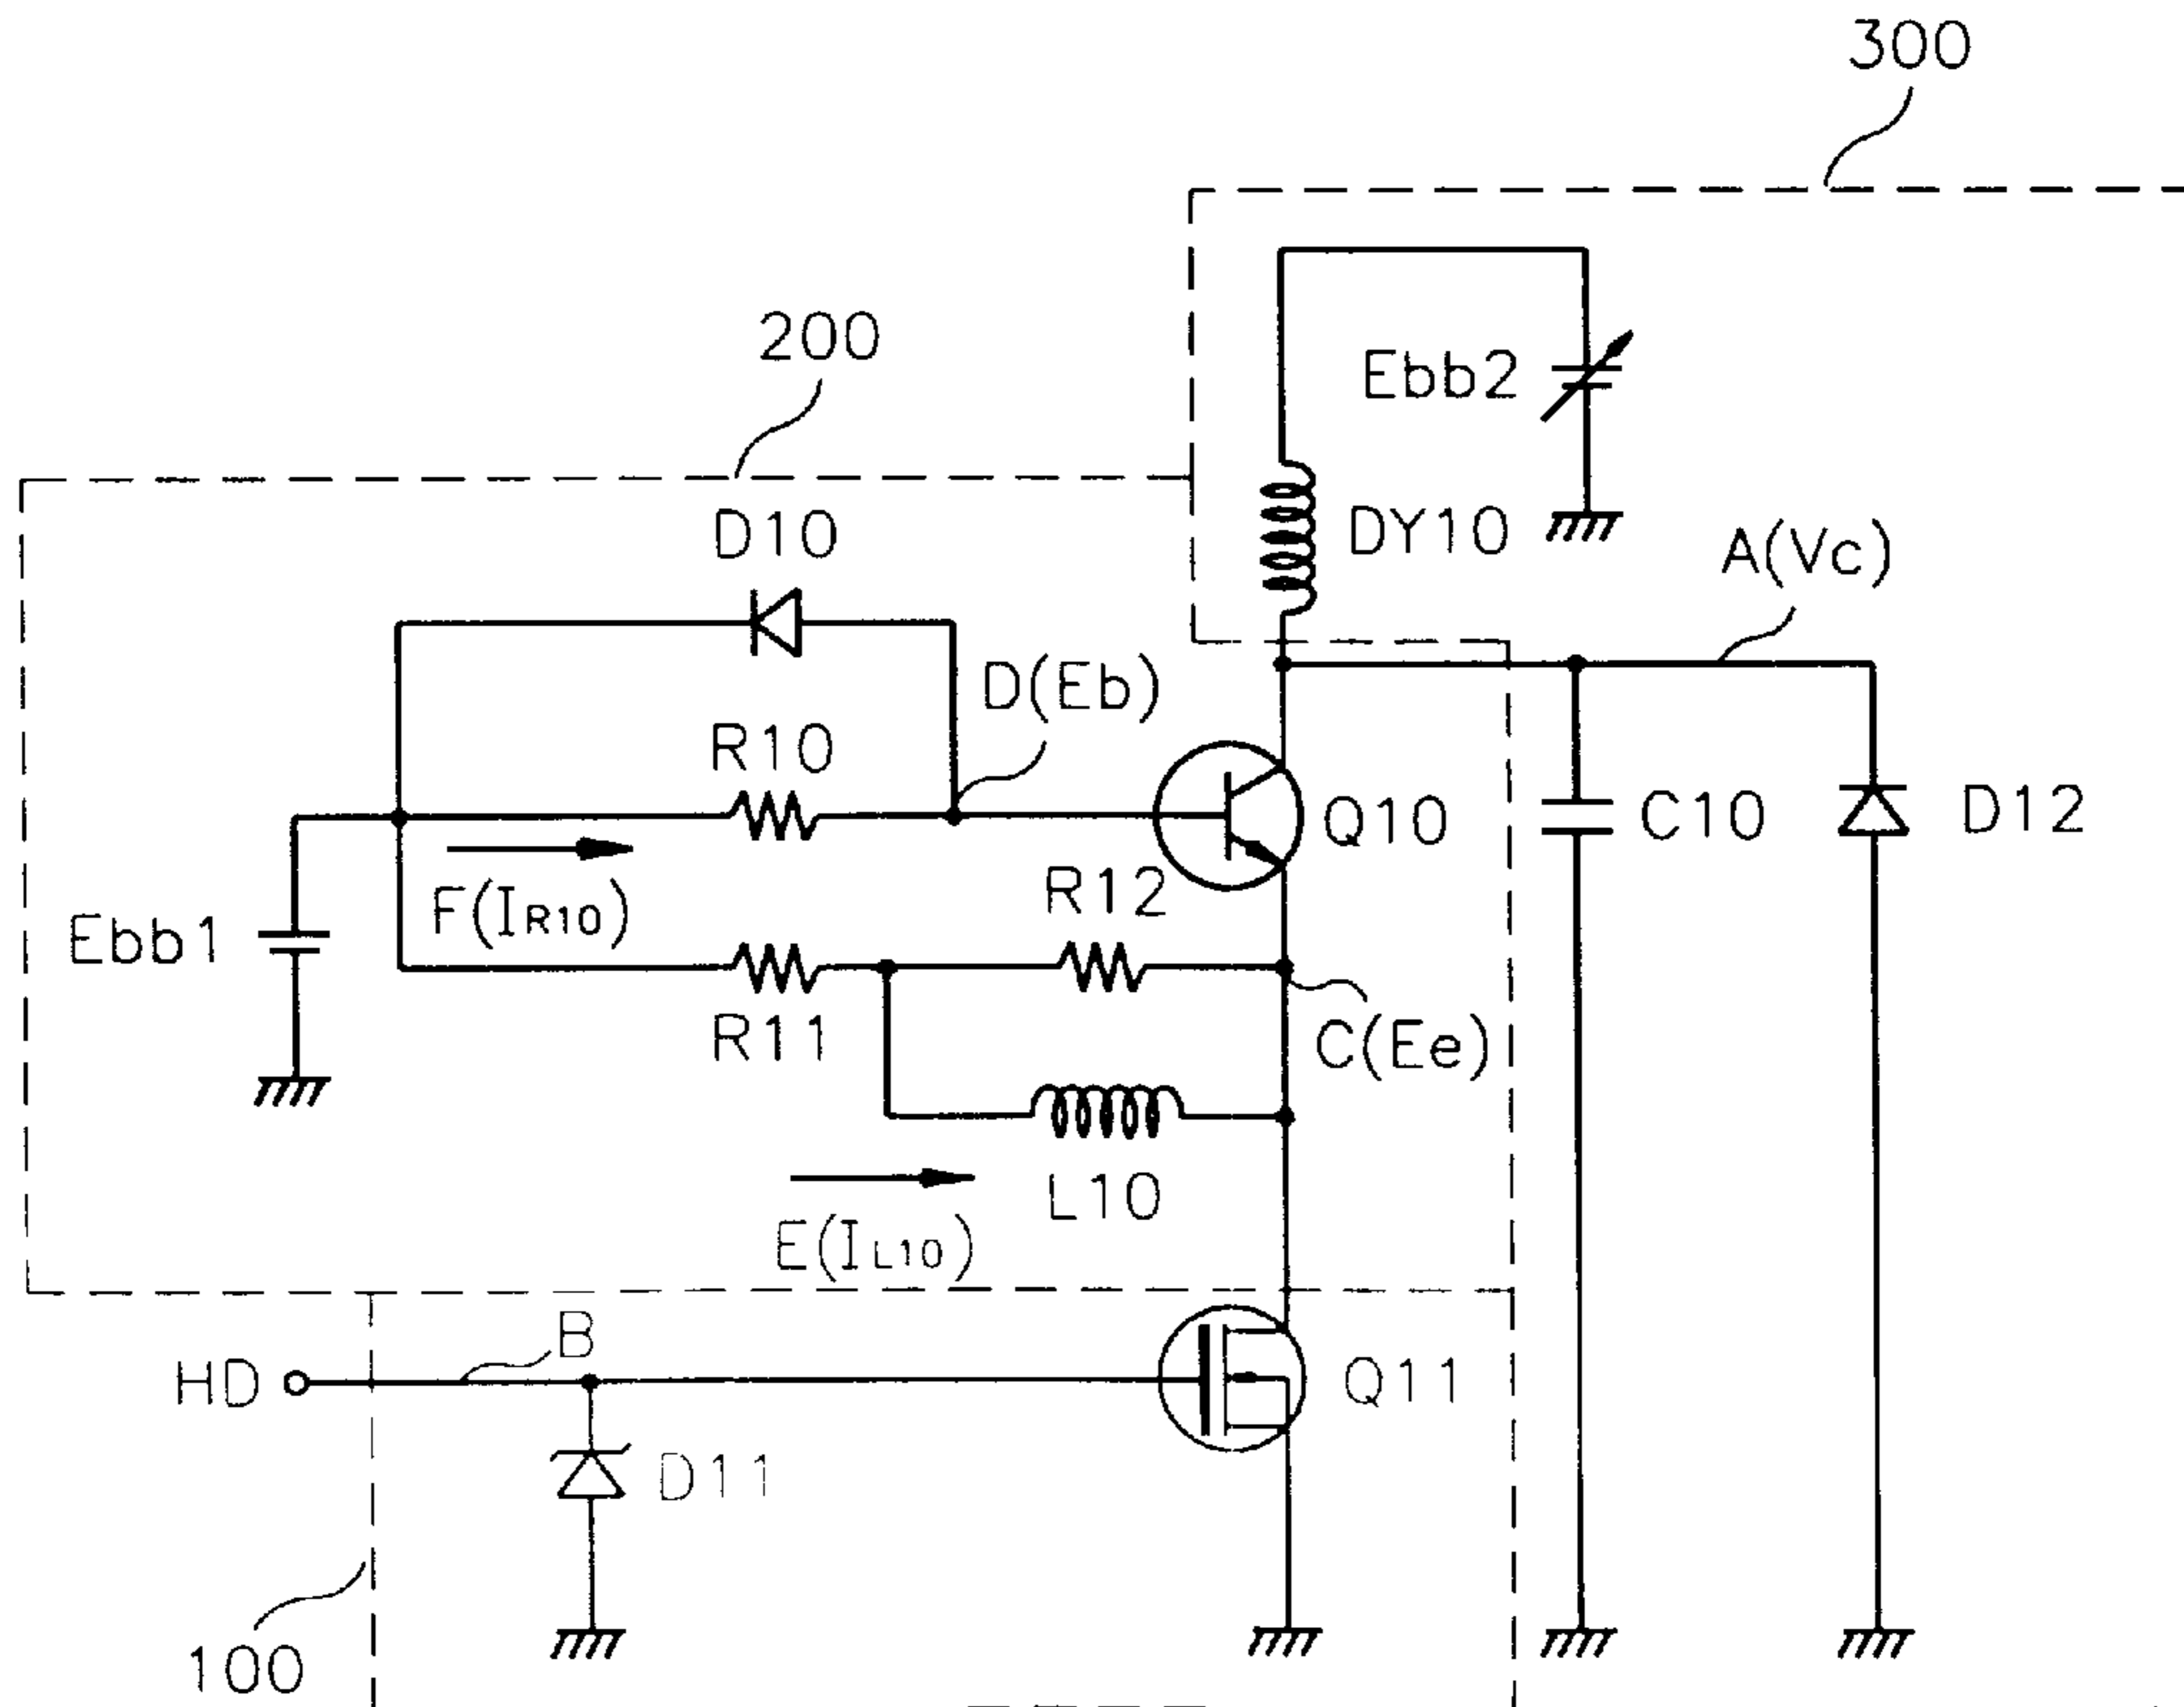 300
200
Ebb2
D10
DY10
A(Vc)
D(Eb)
R10
Q10
C10
D12
F(IR10)
R12
Ebb1
R11
C(Ee)
L10
E(IL10)
B
HD
Q11
D11
100